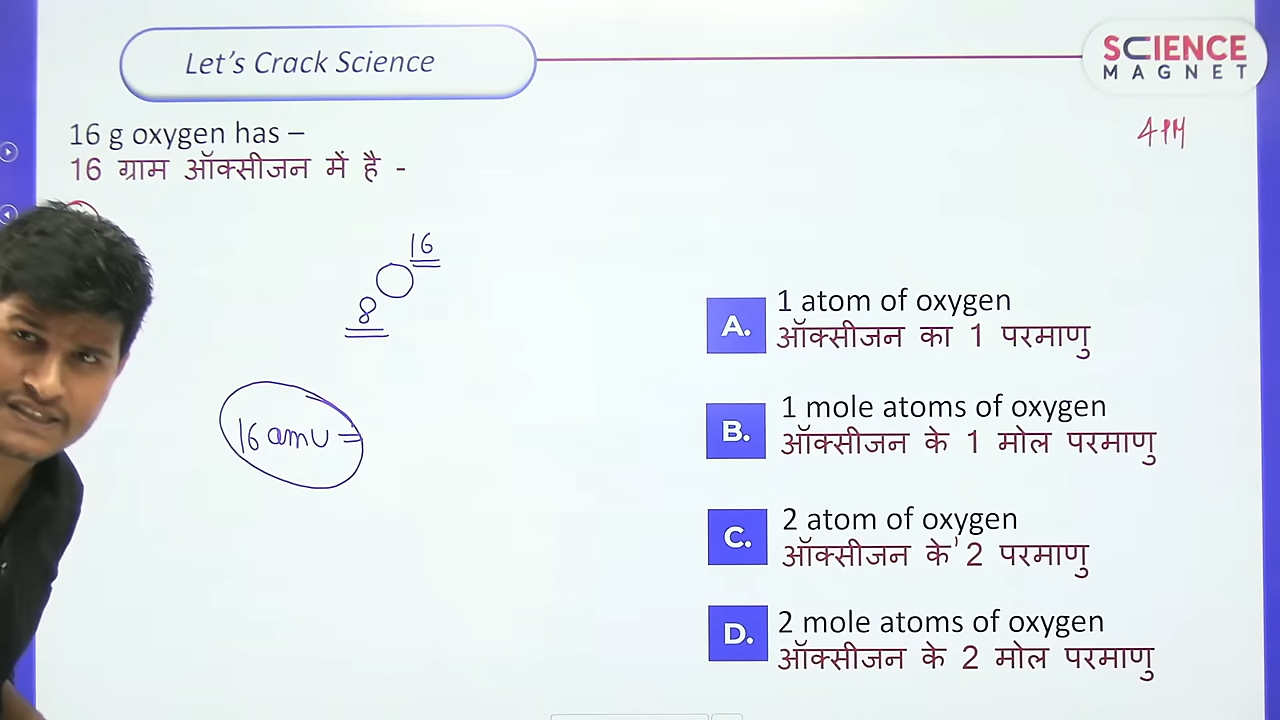 Let's Crack Science
SCIENCE
MAGNET
4 PM
16 g oxygen has –
16 ग्राम ऑक्सीजन में है -
16
8
16 amu =
A.
1 atom of oxygen
ऑक्सीजन का 1 परमाणु
B.
1 mole atoms of oxygen
ऑक्सीजन के 1 मोल परमाणु
C.
2 atom of oxygen
ऑक्सीजन के 2 परमाणु
D.
2 mole atoms of oxygen
ऑक्सीजन के 2 मोल परमाणु